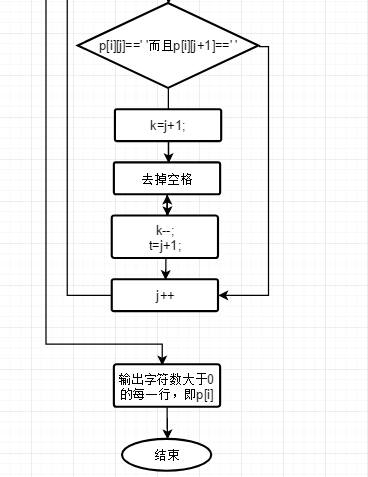 p[i][j]==' '而且p[i][j+1]==' '
k=j+1;
去掉空格
k--;
t=j+1;
j++
输出字符数大于0
的每一行，即p[i]
结束